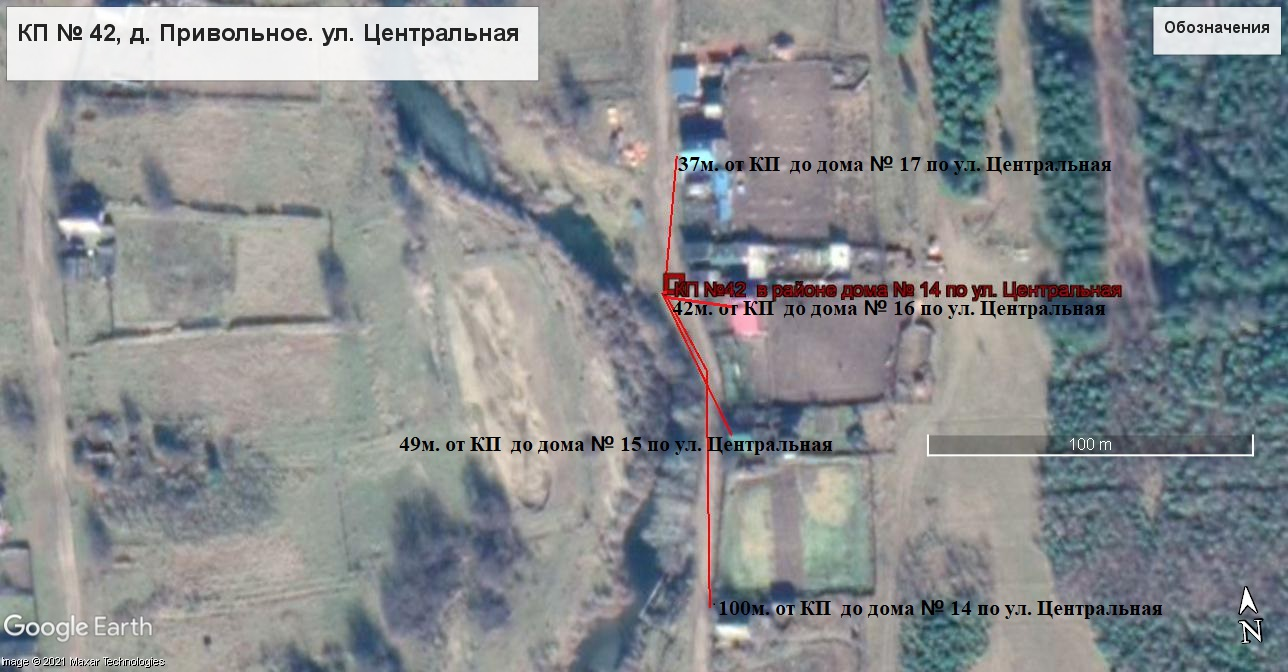 КП № 42, д. Привольное. ул. Центральная
Обозначения
37м. от КП до дома № 17 по ул. Центральная
КП №42 в районе дома № 14 по ул. Центральная
42м. от КП до дома № 16 по ул. Центральная
49м. от КП до дома № 15 по ул. Центральная
100 m
100м. от КП до дома № 14 по ул. Центральная
Google Earth
N
Image © 2021 Maxar Technologies